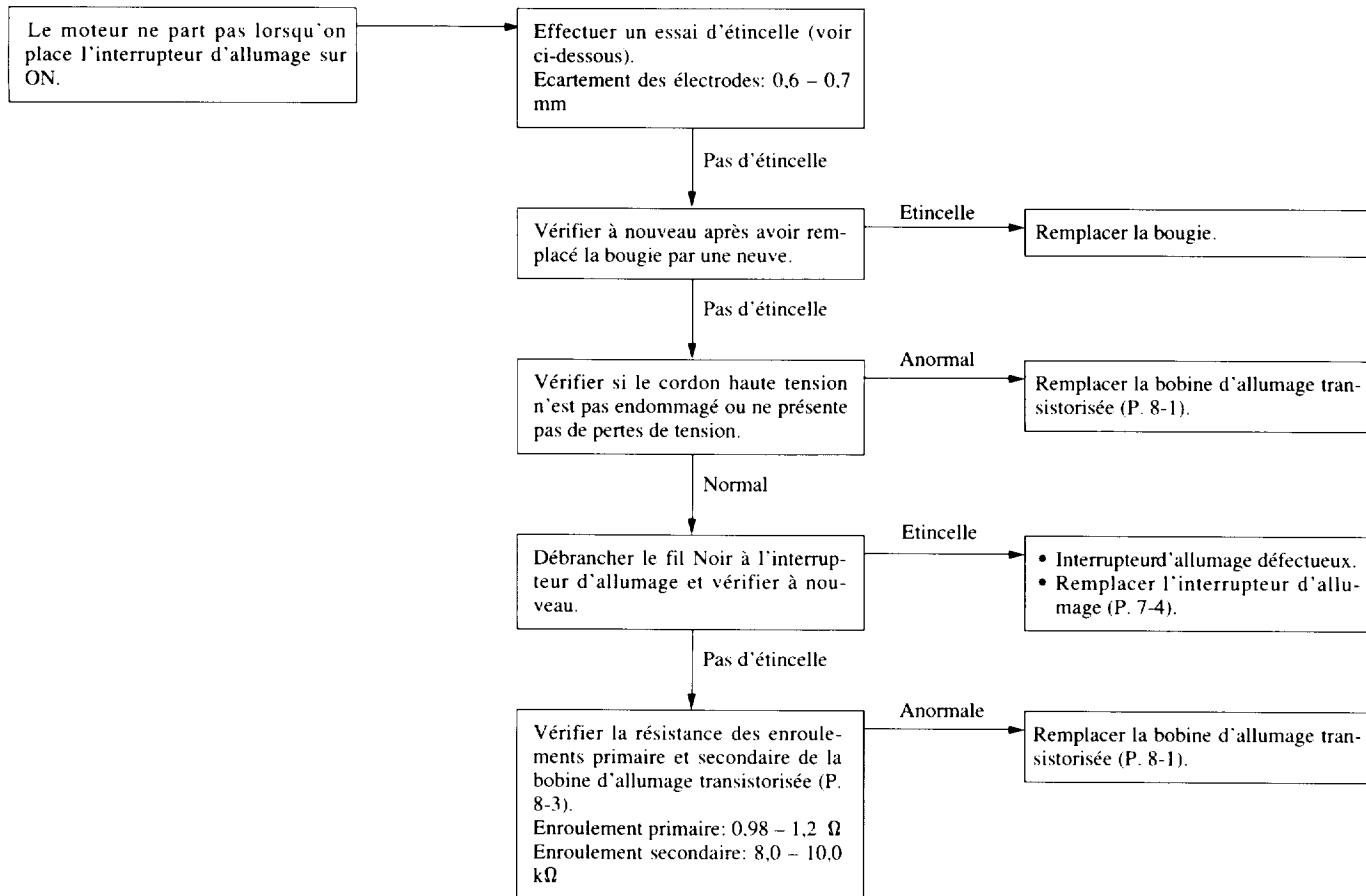 Le moteur ne part pas lorsqu'on
place l'interrupteur d'allumage sur
ON.
Effectuer un essai d'étincelle (voir
ci-dessous).
Ecartement des électrodes: 0,6 – 0,7
mm
Pas d'étincelle
Vérifier à nouveau après avoir rem-
placé la bougie par une neuve.
Etincelle
Remplacer la bougie.
Pas d'étincelle
Vérifier si le cordon haute tension
n'est pas endommagé ou ne présente
pas de pertes de tension.
Anormal
Remplacer la bobine d'allumage tran-
sistorisée (P. 8-1).
Normal
Débrancher le fil Noir à l'interrup-
teur d'allumage et vérifier à nou-
veau.
Etincelle
• Interrupteurd'allumage défectueux.
• Remplacer l'interrupteur d'allu-
mage (P. 7-4).
Pas d'étincelle
Vérifier la résistance des enroule-
ments primaire et secondaire de la
bobine d'allumage transistorisée (P.
8-3).
Enroulement primaire: 0,98 – 1,2 Ω
Enroulement secondaire: 8,0 – 10,0
kΩ
Anormale
Remplacer la bobine d'allumage tran-
sistorisée (P. 8-1).